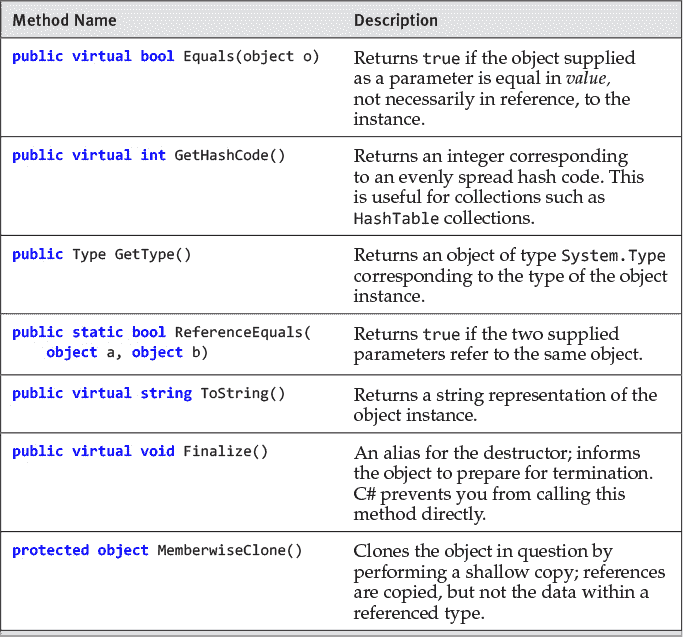 Method Name Description
public virtual bool Equals(object o)
Returns true if the object supplied
as a parameter is equal in value,
not necessarily in reference, to the
instance.
public virtual int GetHashCode()
Returns an integer corresponding
to an evenly spread hash code. This
is useful for collections such as
HashTable collections.
public Type GetType()
Returns an object of type System.Type
corresponding to the type of the object
instance.
public static bool ReferenceEquals(
object a, object b)
Returns true if the two supplied
parameters refer to the same object.
public virtual string ToString()
Returns a string representation of the
object instance.
public virtual void Finalize()
An alias for the destructor; informs
the object to prepare for termination.
C# prevents you from calling this
method directly.
protected object MemberwiseClone()
Clones the object in question by
performing a shallow copy; references
are copied, but not the data within a
referenced type.